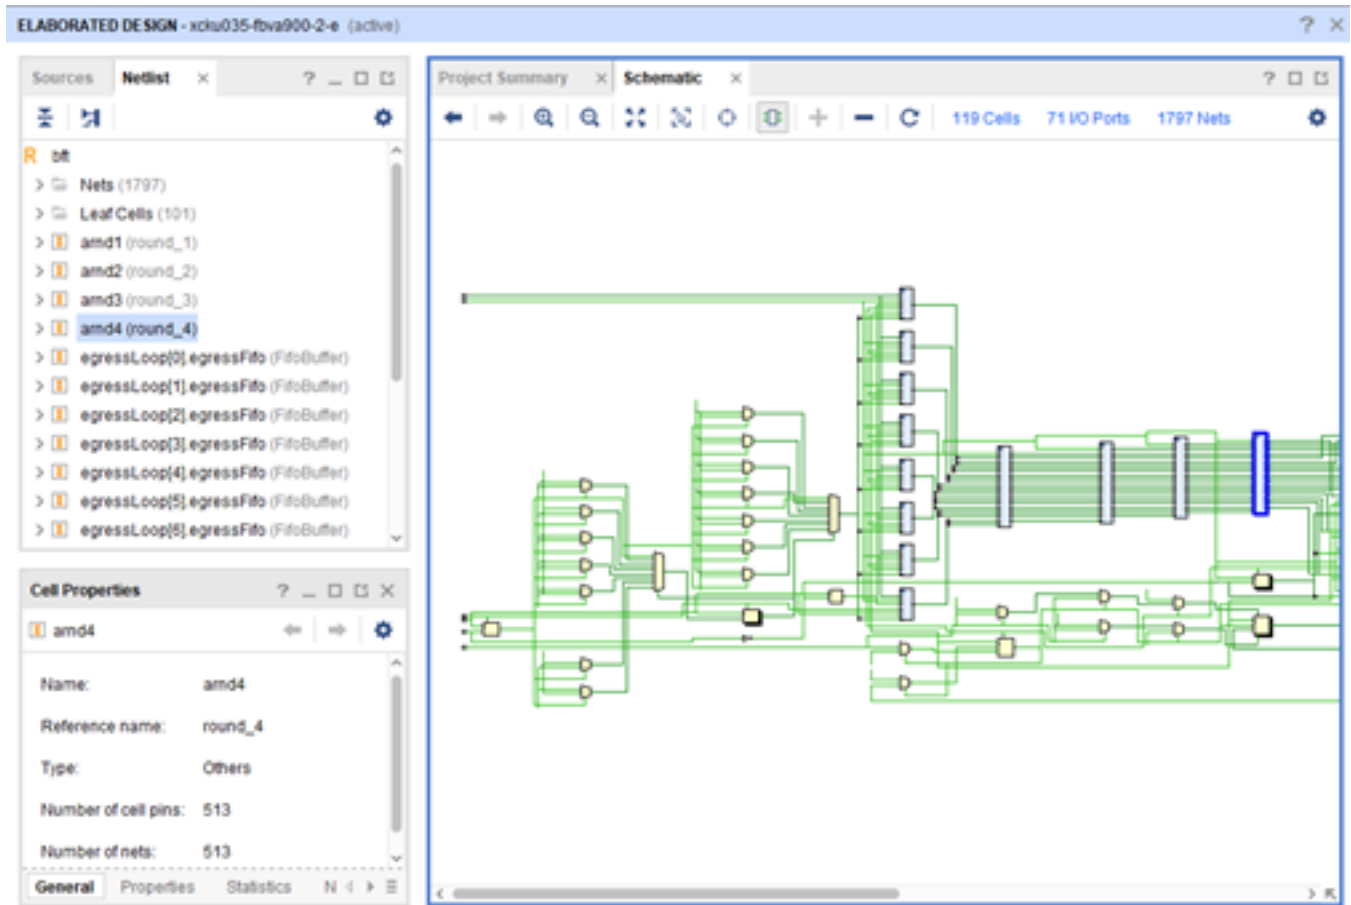 ELABORATED DESIGN - xcku035-fbva900-2-e (active)
Sources Netlist
R bft
Nets (1797)
Leaf Cells (101)
arnd1 (round_1)
arnd2 (round_2)
arnd3 (round_3)
arnd4 (round_4)
egressLoop[0].egressFifo (FifoBuffer)
egressLoop[1].egressFifo (FifoBuffer)
egressLoop[2].egressFifo (FifoBuffer)
egressLoop[3].egressFifo (FifoBuffer)
egressLoop[4].egressFifo (FifoBuffer)
egressLoop[5].egressFifo (FifoBuffer)
egressLoop[6].egressFifo (FifoBuffer)
Cell Properties
arnd4
Name: arnd4
Reference name: round_4
Type: Others
Number of cell pins: 513
Number of nets: 513
General Properties Statistics N
Project Summary Schematic
119 Cells 71 I/O Ports 1797 Nets